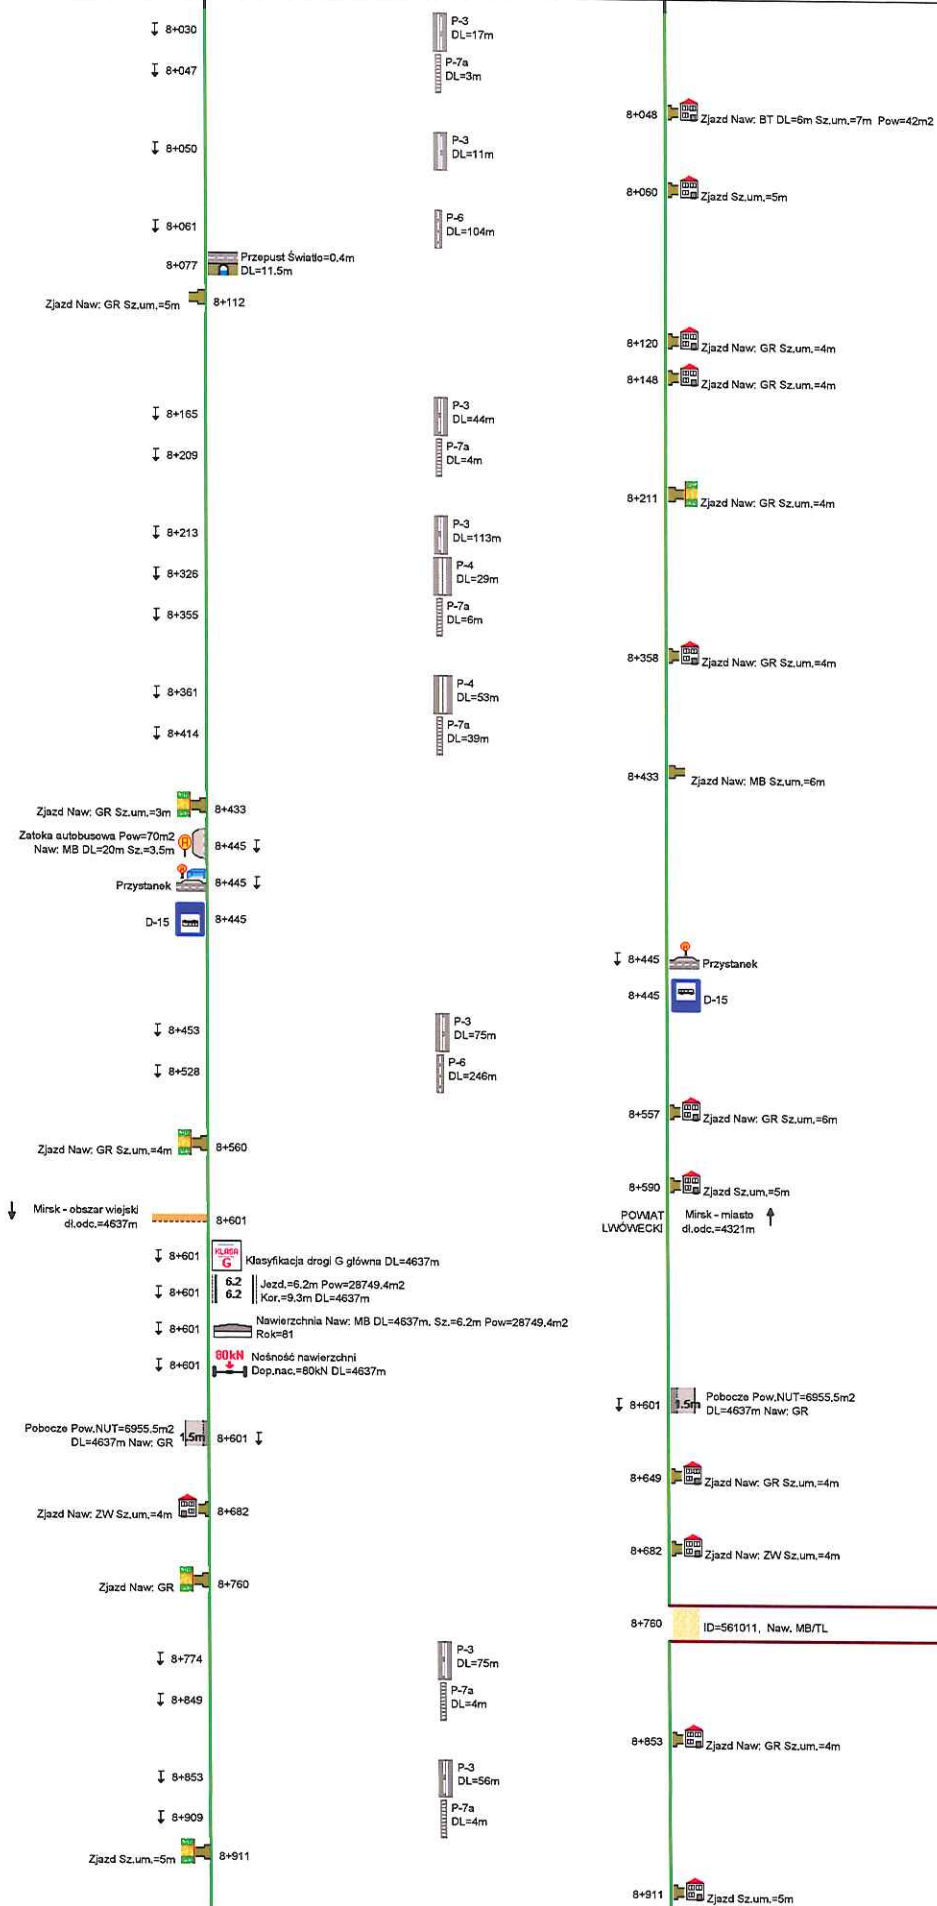 8+030
P-3
DL=17m
8+047
P-7a
DL=3m
8+048
Zjazd Naw: BT DL=6m Sz.um.=7m Pow=42m2
8+050
P-3
DL=11m
8+060
Zjazd Sz.um.=5m
8+061
P-6
DL=104m
8+077
Przepust Światło=0.4m
DL=11.5m
Zjazd Naw: GR Sz.um.=5m
8+112
8+120
Zjazd Naw: GR Sz.um.=4m
8+148
Zjazd Naw: GR Sz.um.=4m
8+165
P-3
DL=44m
8+209
P-7a
DL=4m
8+211
Zjazd Naw: GR Sz.um.=4m
8+213
P-3
DL=113m
8+326
P-4
DL=29m
8+355
P-7a
DL=6m
8+358
Zjazd Naw: GR Sz.um.=4m
8+361
P-4
DL=53m
8+414
P-7a
DL=39m
8+433
Zjazd Naw: MB Sz.um.=6m
Zjazd Naw: GR Sz.um.=3m
8+433
Zatoka autobusowa Pow=70m2
Naw: MB DL=20m Sz.=3.5m
8+445
Przystanek
8+445
D-15
8+445
8+445
Przystanek
8+445
D-15
8+453
P-3
DL=75m
8+528
P-6
DL=246m
8+557
Zjazd Naw: GR Sz.um.=6m
Zjazd Naw: GR Sz.um.=4m
8+560
8+590
Zjazd Sz.um.=5m
Mirsk - obszar wiejski
dł.odc.=4637m
8+601
POWIAT
LWÓWECKI
Mirsk - miasto
dł.odc.=4321m
8+601
KLASA
G
Klasyfikacja drogi G główna DL=4637m
8+601
6.2
6.2
Jezd.=6.2m Pow=28749.4m2
Kor.=9.3m DL=4637m
8+601
Nawierzchnia Naw: MB DL=4637m. Sz.=6.2m Pow=28749.4m2
Rok=81
8+601
80kN
Nośność nawierzchni
Dop.nac.=80kN DL=4637m
8+601
1.5m
Pobocze Pow.NUT=6955.5m2
DL=4637m Naw: GR
Pobocze Pow.NUT=6955.5m2
DL=4637m Naw: GR
1.5m
8+601
8+649
Zjazd Naw: GR Sz.um.=4m
Zjazd Naw: ZW Sz.um.=4m
8+682
8+682
Zjazd Naw: ZW Sz.um.=4m
Zjazd Naw: GR
8+760
8+760
ID=561011, Naw. MB/TL
8+774
P-3
DL=75m
8+849
P-7a
DL=4m
8+853
Zjazd Naw: GR Sz.um.=4m
8+853
P-3
DL=56m
8+909
P-7a
DL=4m
Zjazd Sz.um.=5m
8+911
8+911
Zjazd Sz.um.=5m